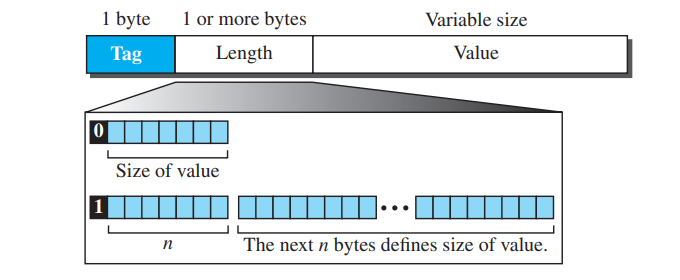 1 byte 1 or more bytes Variable size
Tag Length Value
0
Size of value
1 ...
n The next n bytes defines size of value.